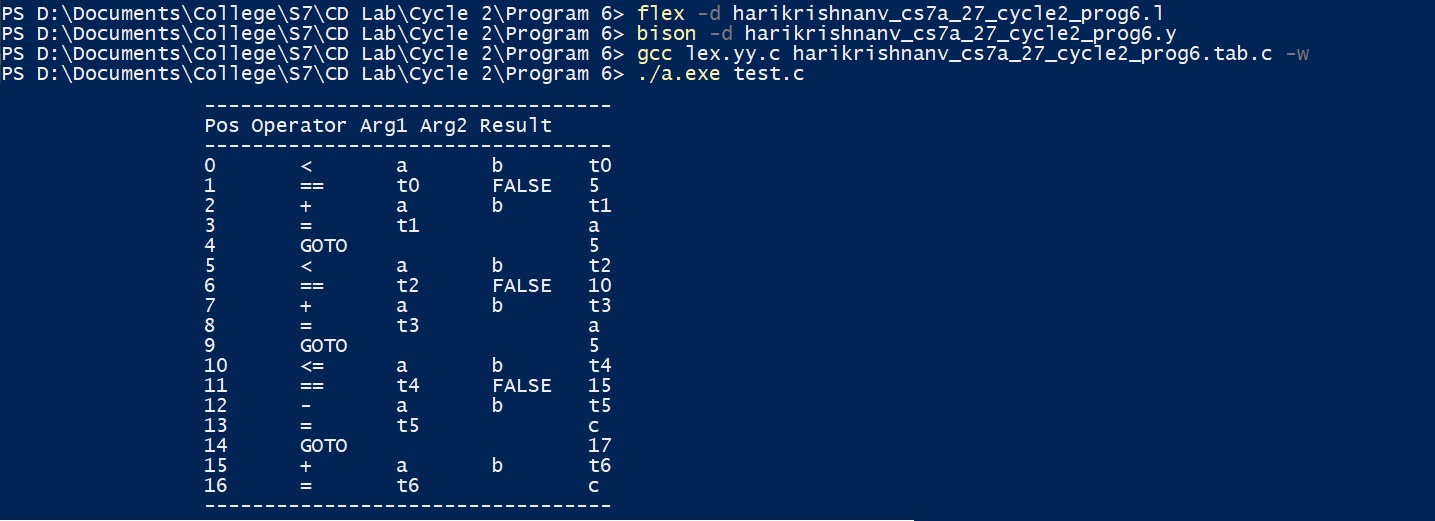 PS D:\Documents\College\S7\CD Lab\Cycle 2\Program 6> flex -d harikrishnanv_cs7a_27_cycle2_prog6.l
PS D:\Documents\College\S7\CD Lab\Cycle 2\Program 6> bison -d harikrishnanv_cs7a_27_cycle2_prog6.y
PS D:\Documents\College\S7\CD Lab\Cycle 2\Program 6> gcc lex.yy.c harikrishnanv_cs7a_27_cycle2_prog6.tab.c -w
PS D:\Documents\College\S7\CD Lab\Cycle 2\Program 6> ./a.exe test.c
----------------------------------
Pos Operator Arg1 Arg2 Result
----------------------------------
0 < a b t0
1 == t0 FALSE 5
2 + a b t1
3 = t1 a
4 GOTO 5
5 < a b t2
6 == t2 FALSE 10
7 + a b t3
8 = t3 a
9 GOTO 5
10 <= a b t4
11 == t4 FALSE 15
12 - a b t5
13 = t5 c
14 GOTO 17
15 + a b t6
16 = t6 c
----------------------------------